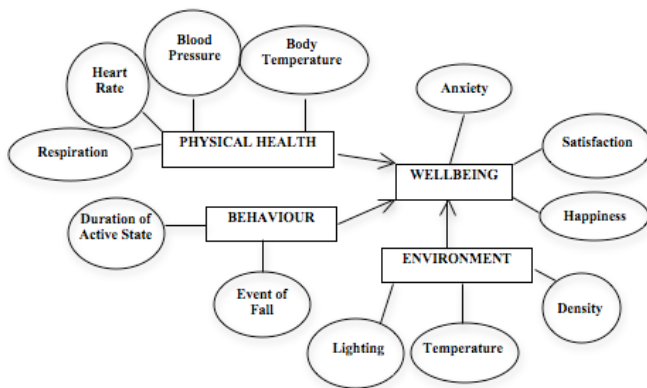 Blood
Pressure
Body
Temperature
Heart
Rate
Anxiety
Respiration
PHYSICAL HEALTH
Satisfaction
WELLBEING
Duration of
Active State
BEHAVIOUR
Happiness
ENVIRONMENT
Event of
Fall
Density
Lighting
Temperature